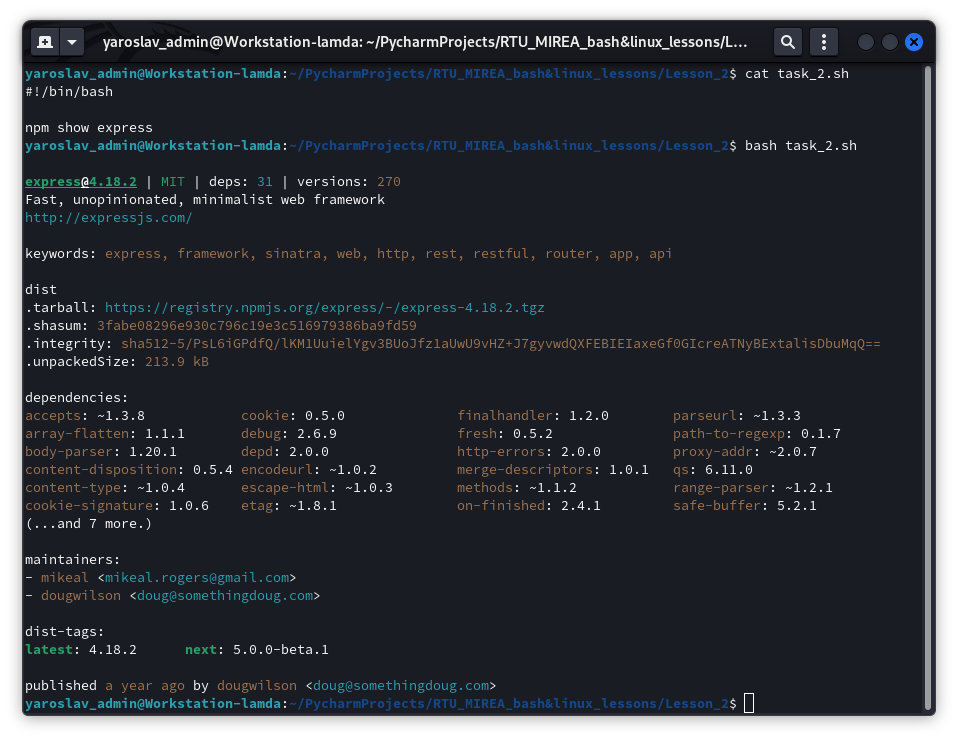 yaroslav_admin@Workstation-lamda: ~/PycharmProjects/RTU_MIREA_bash&linux_lessons/L...
yaroslav_admin@Workstation-lamda:~/PycharmProjects/RTU_MIREA_bash&linux_lessons/Lesson_2$ cat task_2.sh
#!/bin/bash
npm show express
yaroslav_admin@Workstation-lamda:~/PycharmProjects/RTU_MIREA_bash&linux_lessons/Lesson_2$ bash task_2.sh
express@4.18.2 | MIT | deps: 31 | versions: 270
Fast, unopinionated, minimalist web framework
http://expressjs.com/
keywords: express, framework, sinatra, web, http, rest, restful, router, app, api
dist
.tarball: https://registry.npmjs.org/express/-/express-4.18.2.tgz
.shasum: 3fabe08296e930c796c19e3c516979386ba9fd59
.integrity: sha512-5/PsL6iGPdfQ/lKM1UuielYgv3BUoJfz1aUwU9vHZ+J7gyvwdQXFEBIEIaxeGf0GIcreATNyBExtalisDbuMqQ==
.unpackedSize: 213.9 kB
dependencies:
accepts: ~1.3.8 cookie: 0.5.0 finalhandler: 1.2.0 parseurl: ~1.3.3
array-flatten: 1.1.1 debug: 2.6.9 fresh: 0.5.2 path-to-regexp: 0.1.7
body-parser: 1.20.1 depd: 2.0.0 http-errors: 2.0.0 proxy-addr: ~2.0.7
content-disposition: 0.5.4 encodeurl: ~1.0.2 merge-descriptors: 1.0.1 qs: 6.11.0
content-type: ~1.0.4 escape-html: ~1.0.3 methods: ~1.1.2 range-parser: ~1.2.1
cookie-signature: 1.0.6 etag: ~1.8.1 on-finished: 2.4.1 safe-buffer: 5.2.1
(...and 7 more.)
maintainers:
- mikeal <mikeal.rogers@gmail.com>
- dougwilson <doug@somethingdoug.com>
dist-tags:
latest: 4.18.2 next: 5.0.0-beta.1
published a year ago by dougwilson <doug@somethingdoug.com>
yaroslav_admin@Workstation-lamda:~/PycharmProjects/RTU_MIREA_bash&linux_lessons/Lesson_2$